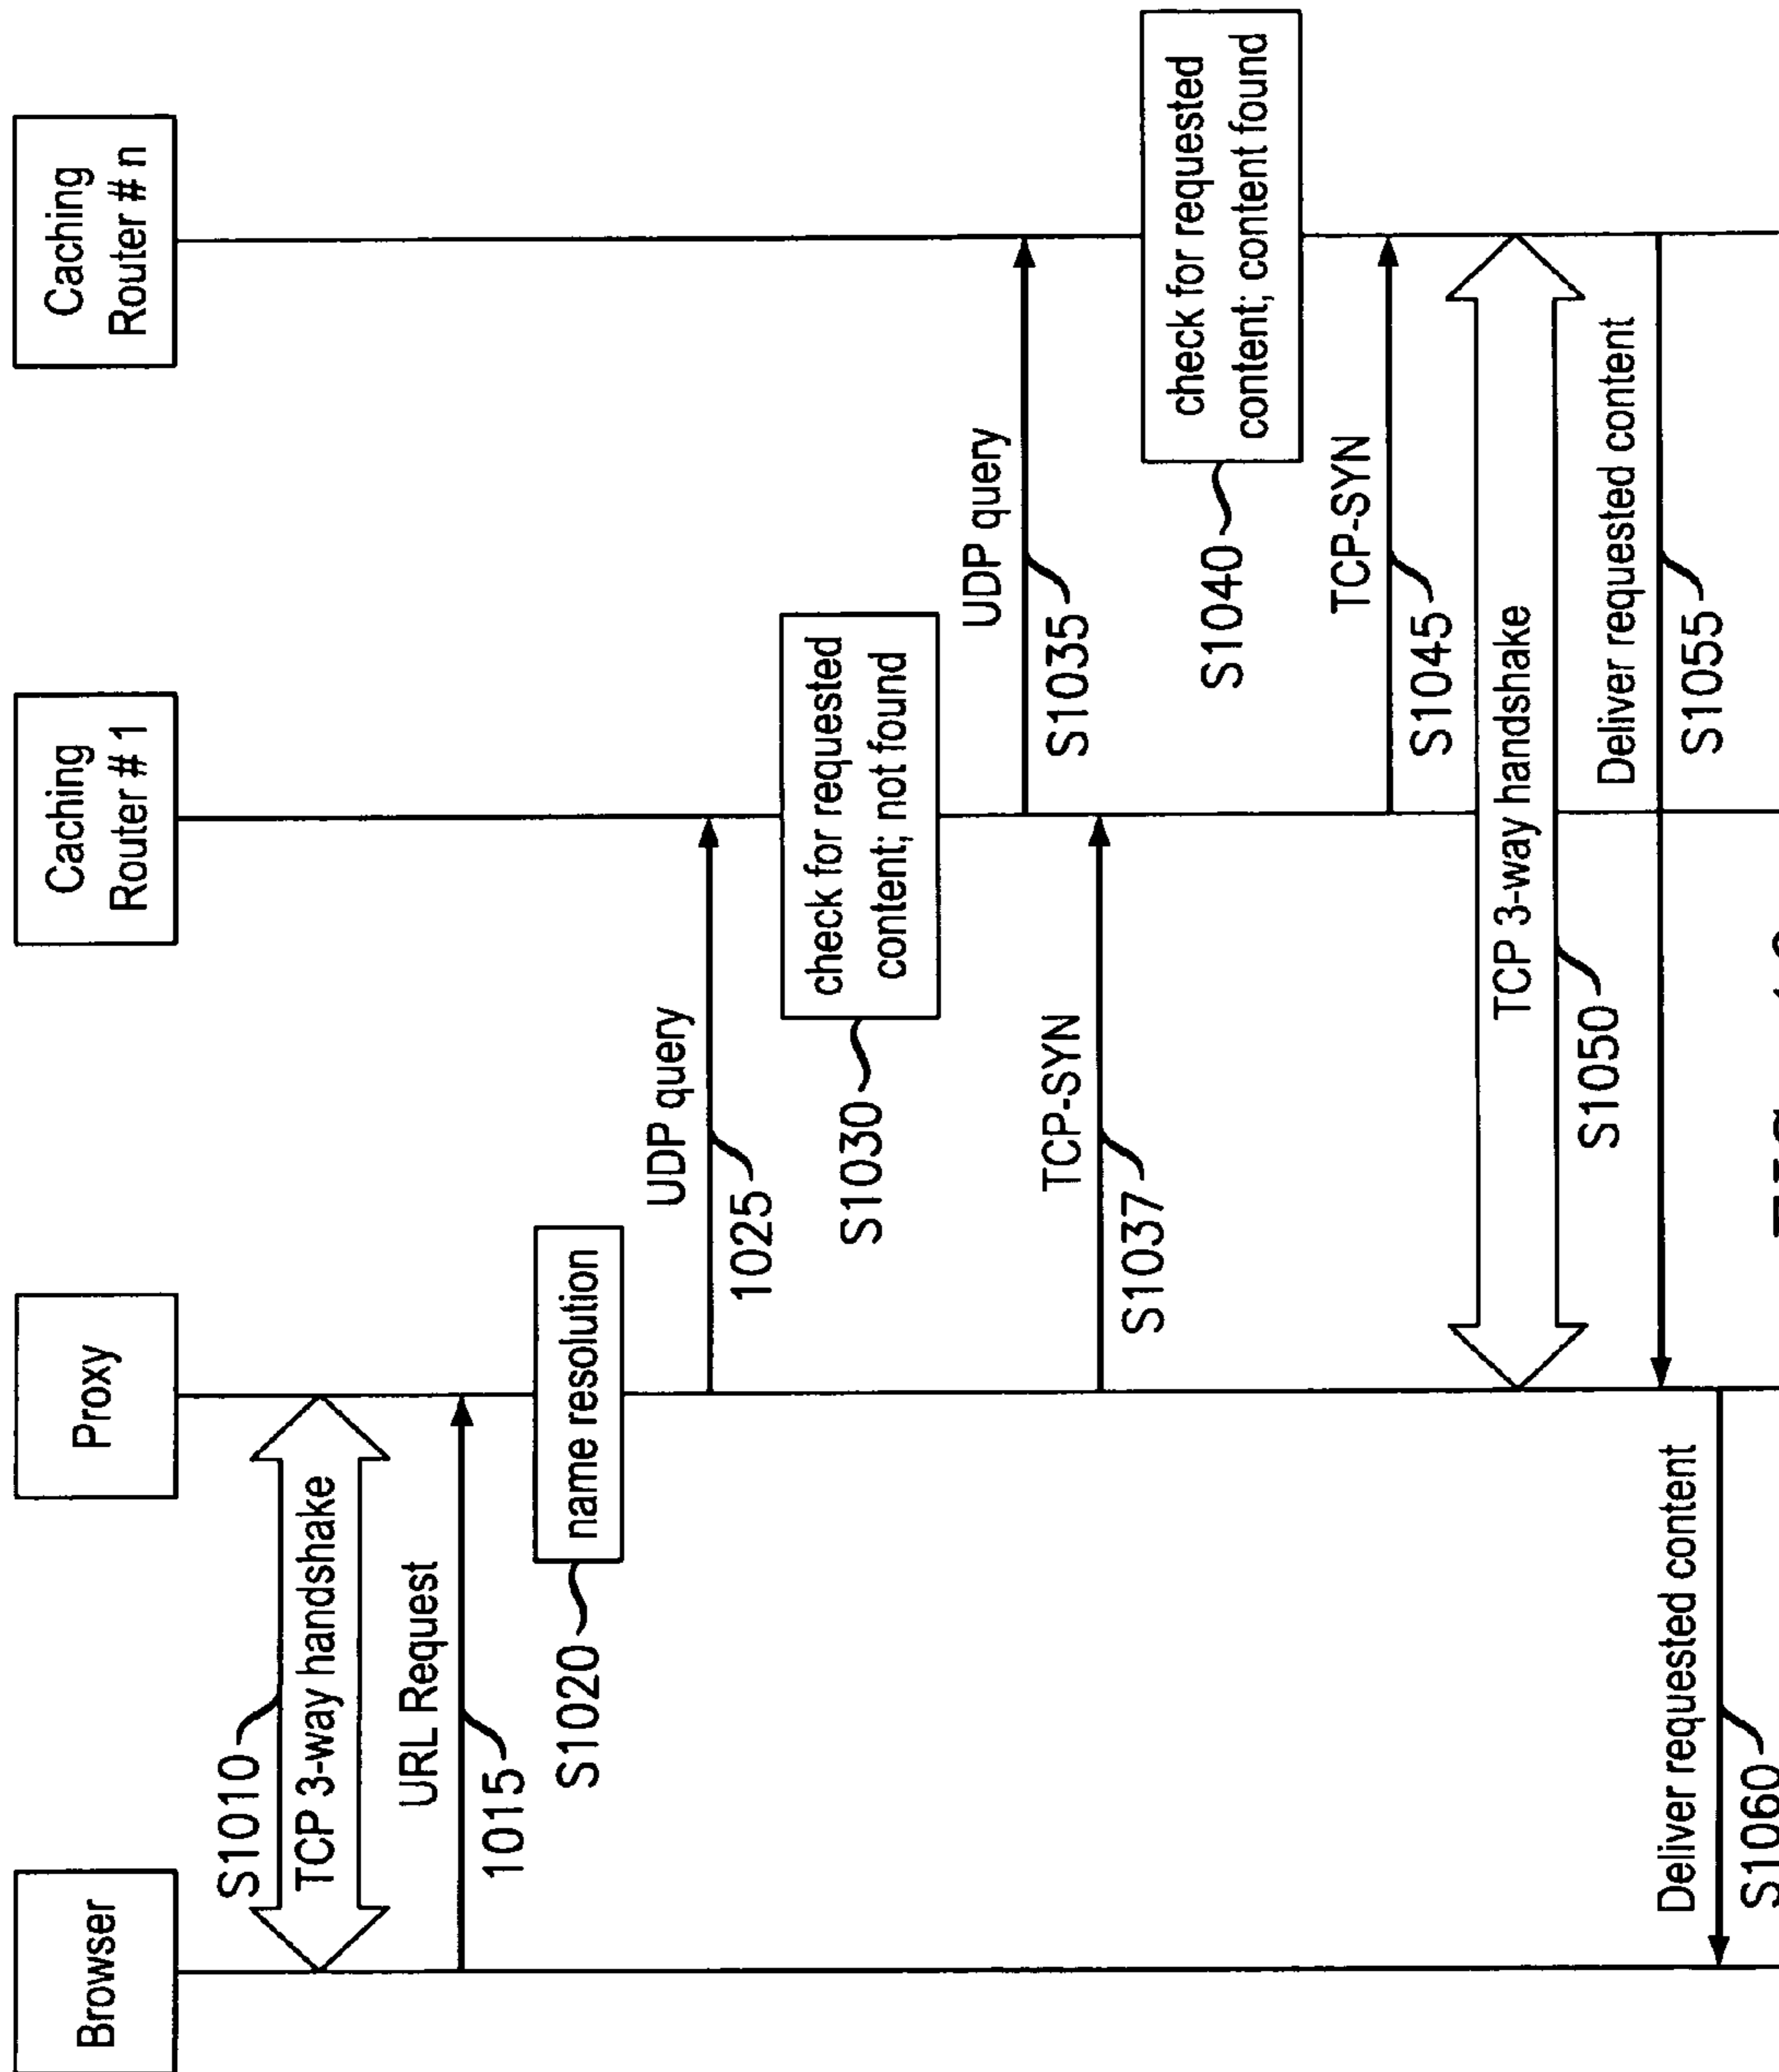 Browser
Proxy
Caching
Router # 1
Caching
Router # n
S1010
TCP 3-way handshake
URL Request
1015
S1020
name resolution
UDP query
1025
check for requested
content; not found
S1030
UDP query
S1035
TCP-SYN
S1037
check for requested
content; content found
S1040
TCP-SYN
S1045
TCP 3-way handshake
S1050
Deliver requested content
S1055
Deliver requested content
S1060